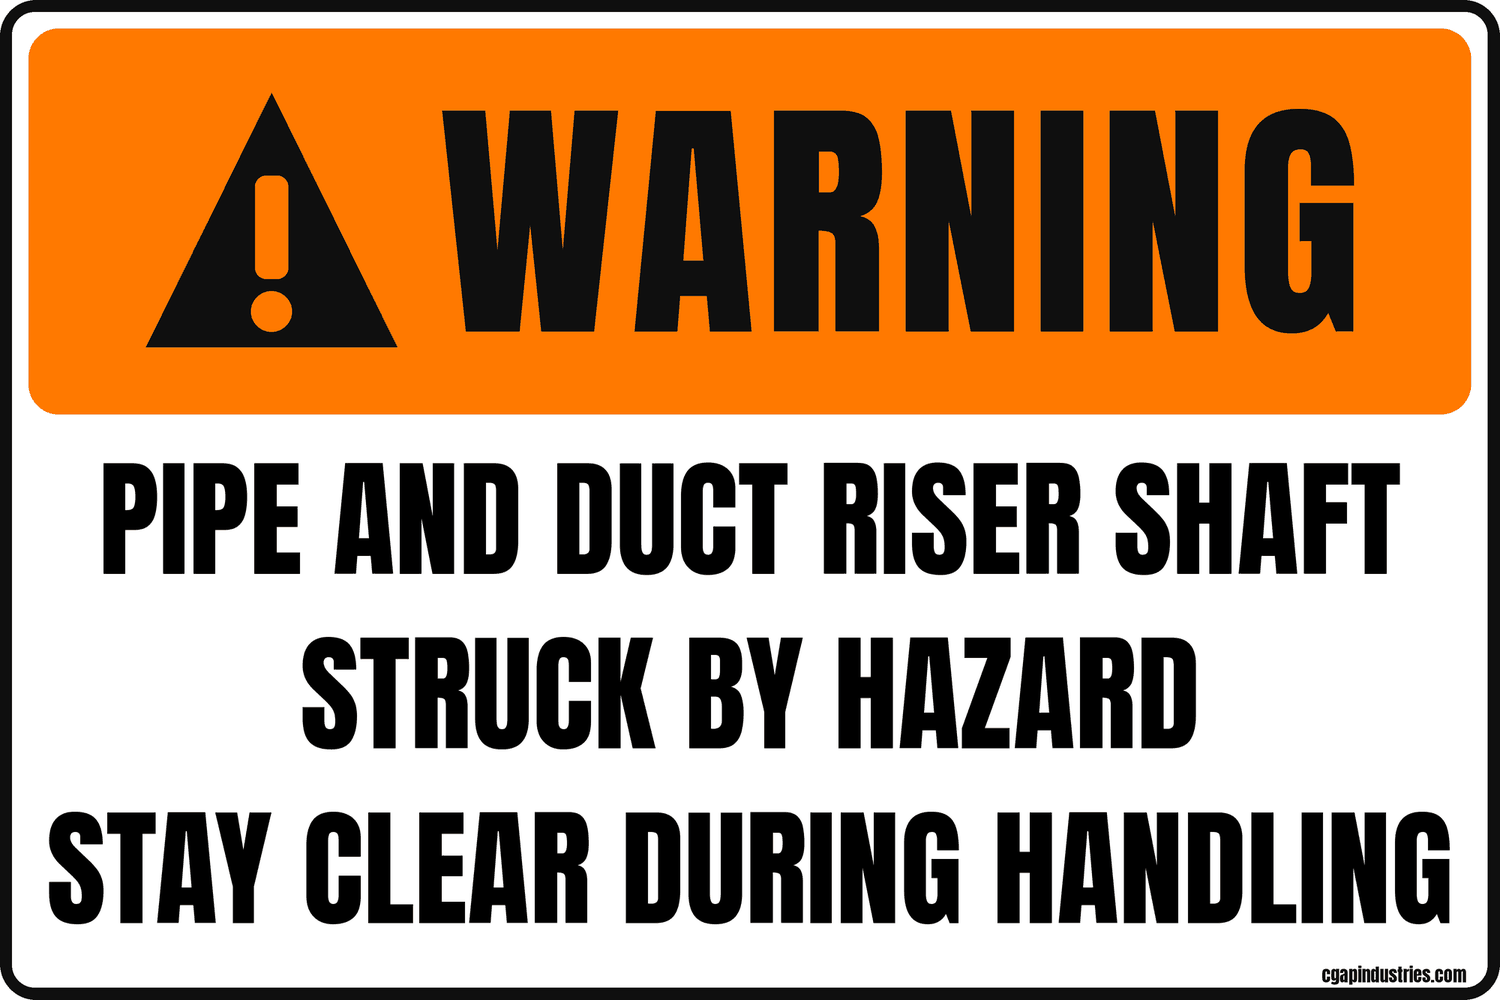 WARNING
PIPE AND DUCT RISER SHAFT
STRUCK BY HAZARD
STAY CLEAR DURING HANDLING
cgapindustries.com